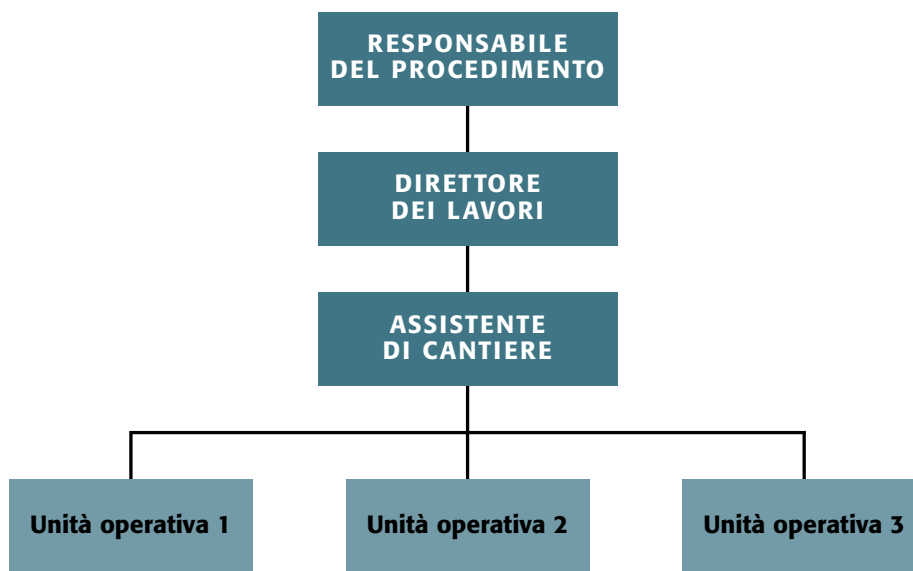 RESPONSABILE
DEL PROCEDIMENTO
DIRETTORE
DEI LAVORI
ASSISTENTE
DI CANTIERE
Unità operativa 1
Unità operativa 2
Unità operativa 3